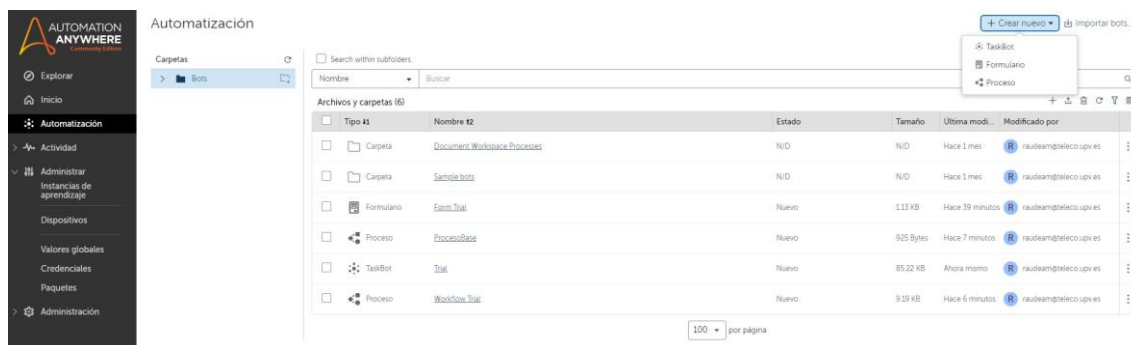 AUTOMATION
ANYWHERE
Community Edition
Explorar
Inicio
Automatización
Actividad
Administrar
Instancias de
aprendizaje
Dispositivos
Valores globales
Credenciales
Paquetes
Administración
Automatización
Crear nuevo
Importar bots.
TaskBot
Formulario
Proceso
Carpetas
Bots
Search within subfolders
Nombre Buscar
Archivos y carpetas (6)
Tipo Nombre Estado Tamaño Última modi... Modificado por
Carpeta Document Workspace Processes N/D N/D Hace 1 mes R raudeam@teleco.upv.es
Carpeta Sample bots N/D N/D Hace 1 mes R raudeam@teleco.upv.es
Formulario Form Trial Nuevo 1.13 KB Hace 39 minutos R raudeam@teleco.upv.es
Proceso ProcesoBase Nuevo 925 Bytes Hace 7 minutos R raudeam@teleco.upv.es
TaskBot Trial Nuevo 85.22 KB Ahora mismo R raudeam@teleco.upv.es
Proceso Workflow Trial Nuevo 9.19 KB Hace 6 minutos R raudeam@teleco.upv.es
100 por página